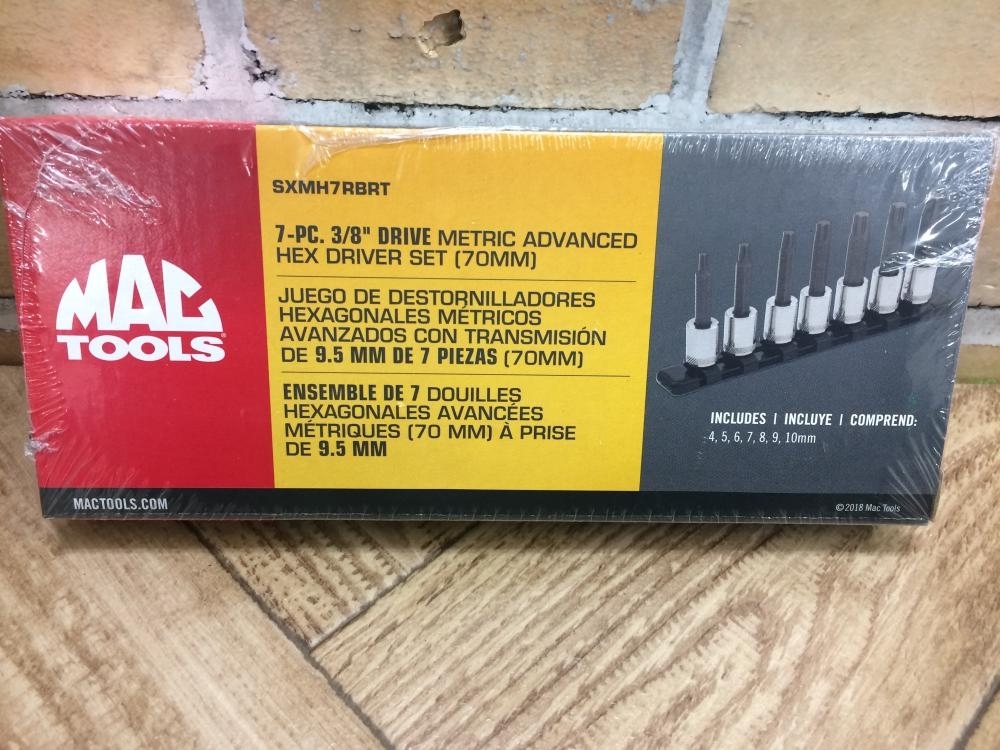 MAC
TOOLS
SXMH7RBRT
7-PC. 3/8" DRIVE METRIC ADVANCED
HEX DRIVER SET (70MM)
JUEGO DE DESTORNILLADORES
HEXAGONALES MÉTRICOS
AVANZADOS CON TRANSMISIÓN
DE 9.5 MM DE 7 PIEZAS (70MM)
ENSEMBLE DE 7 DOUILLES
HEXAGONALES AVANCÉES
MÉTRIQUES (70 MM) À PRISE
DE 9.5 MM
INCLUDES | INCLUYE | COMPREND:
4, 5, 6, 7, 8, 9, 10mm
MACTOOLS.COM
©2018 Mac Tools